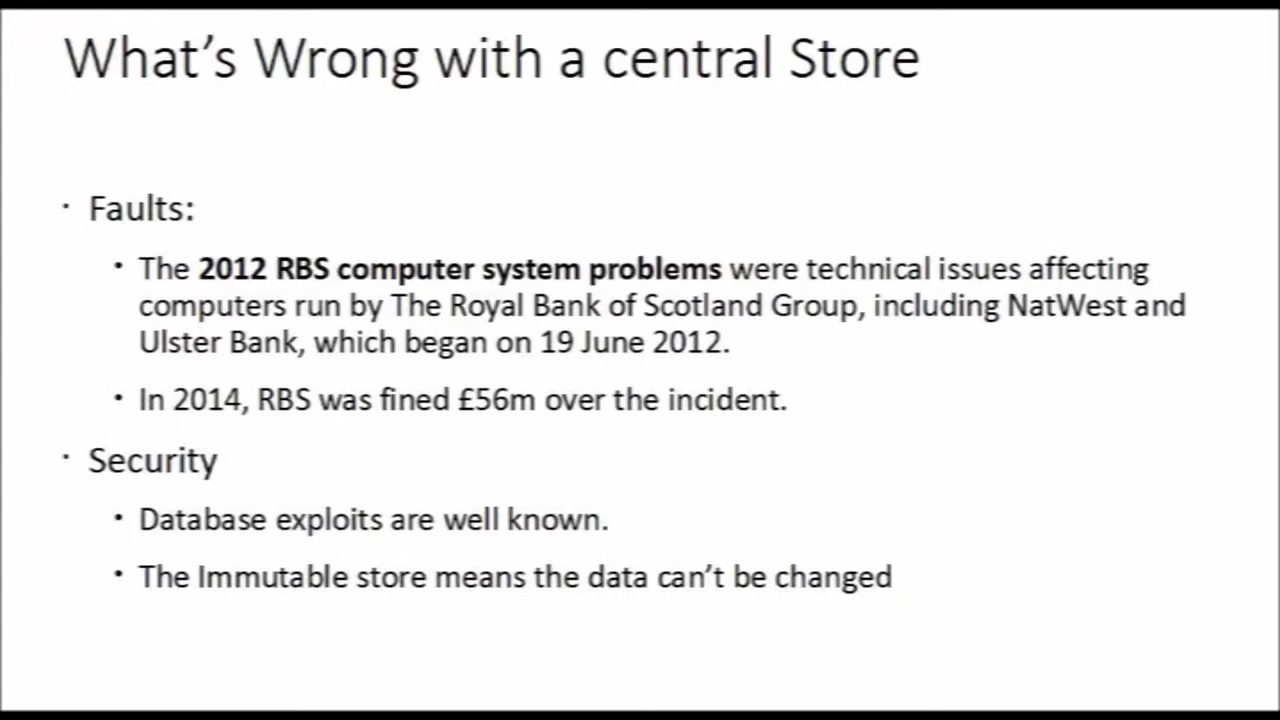 What's Wrong with a central Store
· Faults:
• The 2012 RBS computer system problems were technical issues affecting
computers run by The Royal Bank of Scotland Group, including NatWest and
Ulster Bank, which began on 19 June 2012.
• In 2014, RBS was fined £56m over the incident.
· Security
• Database exploits are well known.
• The Immutable store means the data can't be changed